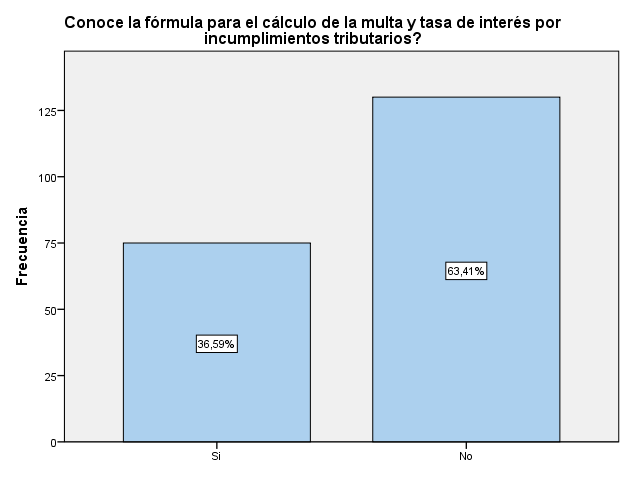 Conoce la fórmula para el cálculo de la multa y tasa de interés por
incumplimientos tributarios?
Frecuencia
125
100
75
50
25
0
36,59%
63,41%
Si
No